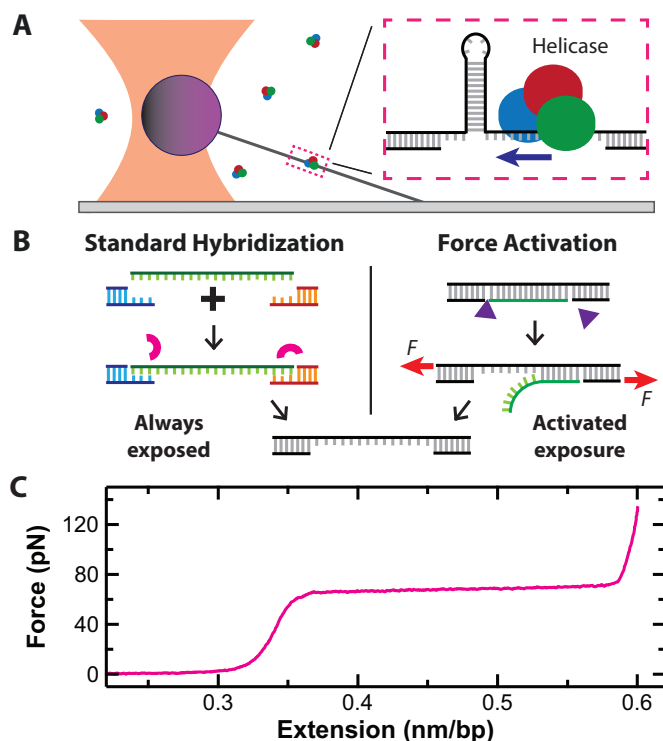 A
Helicase
B
Standard Hybridization
Force Activation
F
F
Always
exposed
Activated
exposure
C
Force (pN)
120
80
40
0
0.3
0.4
0.5
0.6
Extension (nm/bp)